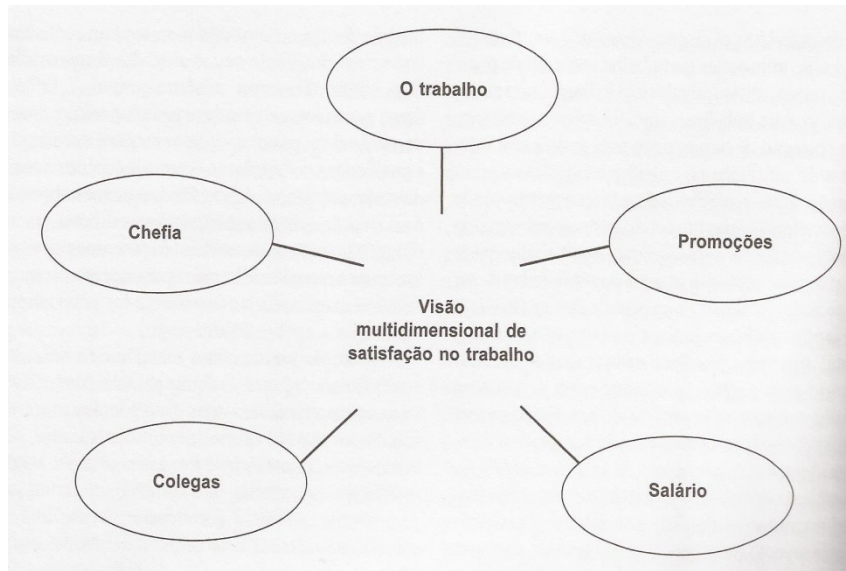 O trabalho
Chefia
Promoções
Visão
multidimensional de
satisfação no trabalho
Colegas
Salário